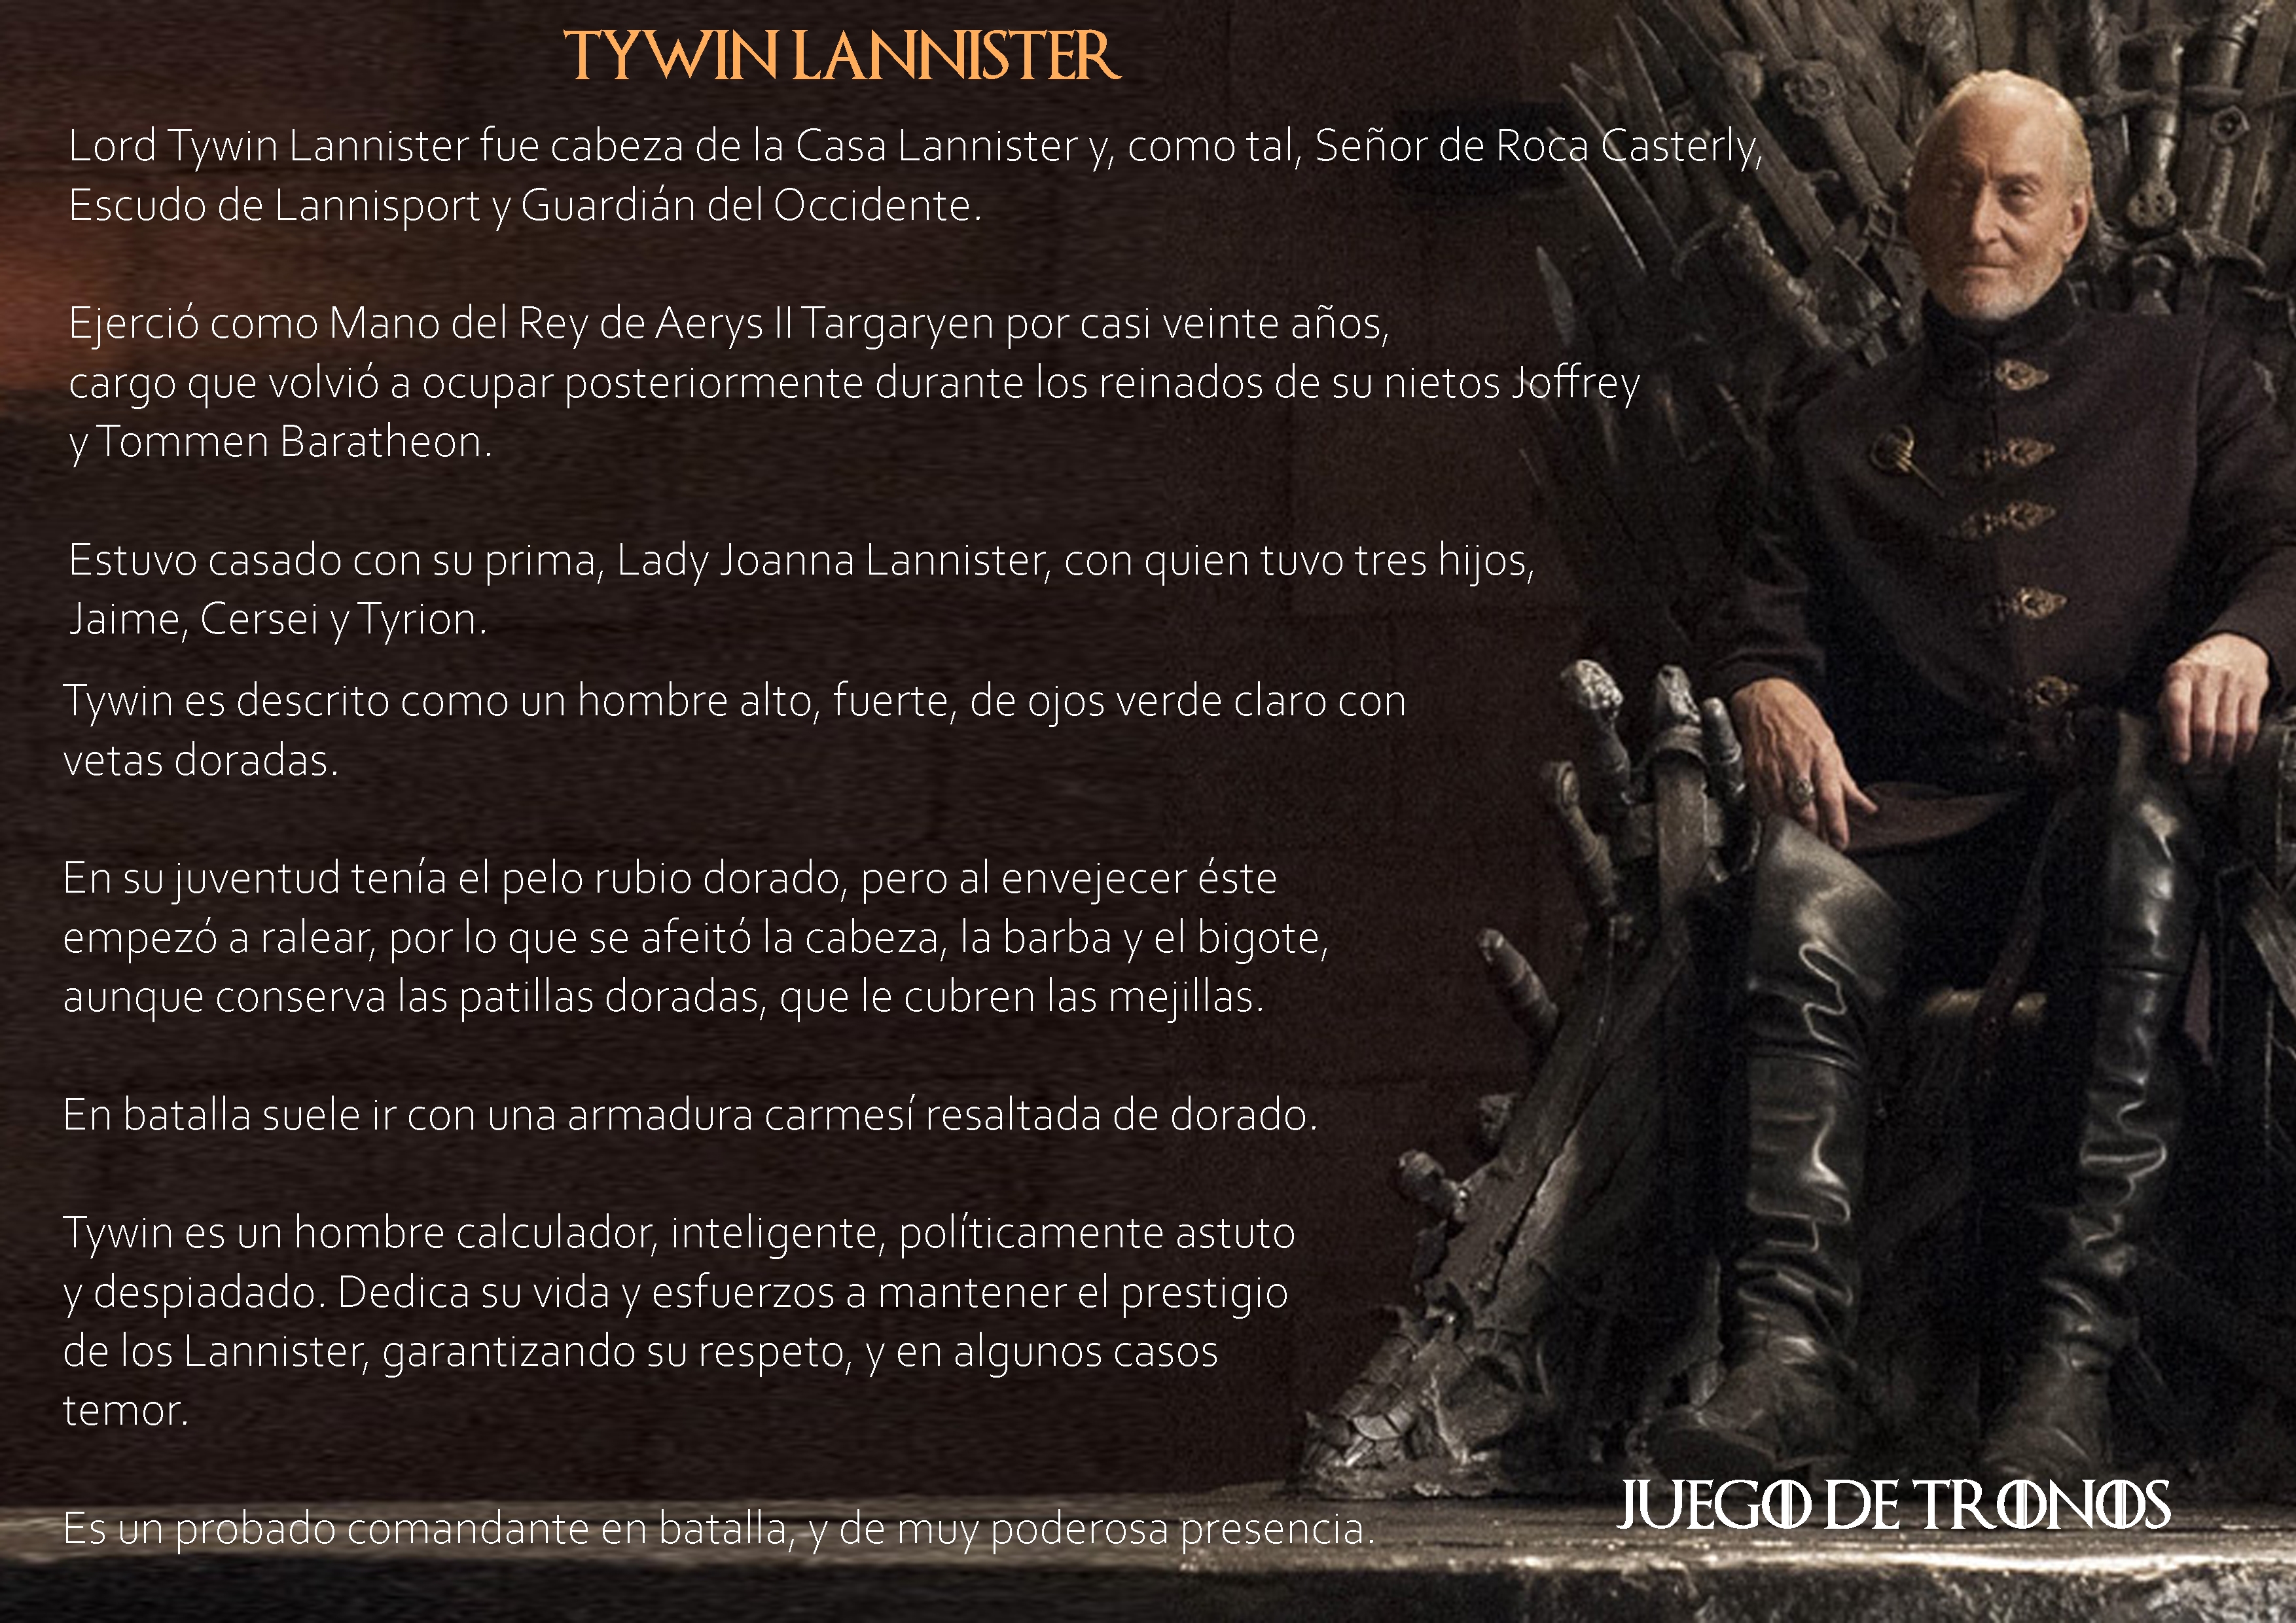 TYWIN LANNISTER
Lord Tywin Lannister fue cabeza de la Casa Lannister y, como tal, Señor de Roca Casterly,
Escudo de Lannisport y Guardián del Occidente.
Ejerció como Mano del Rey de Aerys II Targaryen por casi veinte años,
cargo que volvió a ocupar posteriormente durante los reinados de su nietos Joffrey
y Tommen Baratheon.
Estuvo casado con su prima, Lady Joanna Lannister, con quien tuvo tres hijos,
Jaime, Cersei y Tyrion.
Tywin es descrito como un hombre alto, fuerte, de ojos verde claro con
vetas doradas.
En su juventud tenía el pelo rubio dorado, pero al envejecer éste
empezó a ralear, por lo que se afeitó la cabeza, la barba y el bigote,
aunque conserva las patillas doradas, que le cubren las mejillas.
En batalla suele ir con una armadura carmesí resaltada de dorado.
Tywin es un hombre calculador, inteligente, políticamente astuto
y despiadado. Dedica su vida y esfuerzos a mantener el prestigio
de los Lannister, garantizando su respeto, y en algunos casos
temor.
Es un probado comandante en batalla, y de muy poderosa presencia.
JUEGO DE TRONOS